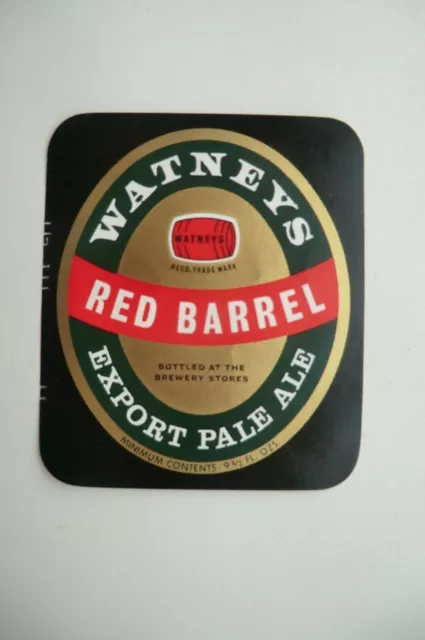 WATNEYS
WATNEYS
REGD. TRADE MARK
RED BARREL
BOTTLED AT THE
BREWERY STORES
EXPORT PALE ALE
MINIMUM CONTENTS 9⅔ FL. OZS.